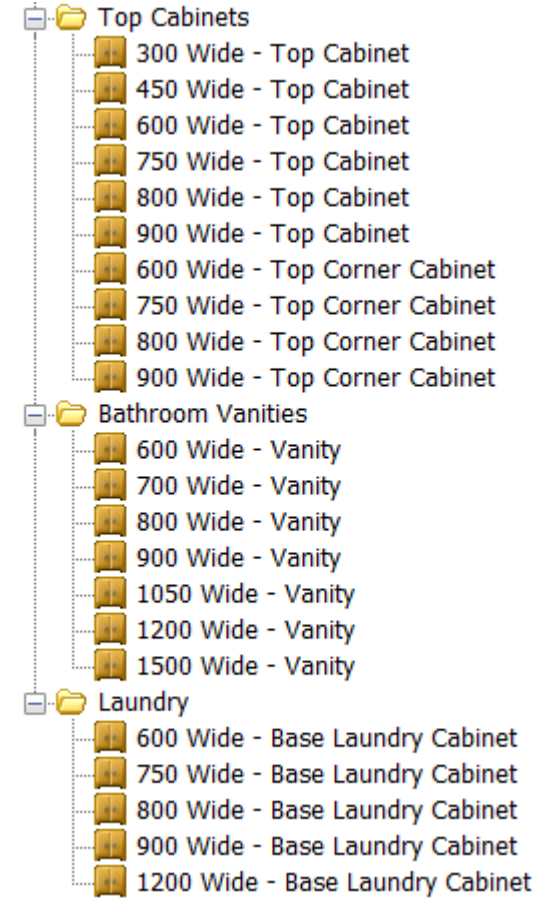 Top Cabinets
300 Wide - Top Cabinet
450 Wide - Top Cabinet
600 Wide - Top Cabinet
750 Wide - Top Cabinet
800 Wide - Top Cabinet
900 Wide - Top Cabinet
600 Wide - Top Corner Cabinet
750 Wide - Top Corner Cabinet
800 Wide - Top Corner Cabinet
900 Wide - Top Corner Cabinet
Bathroom Vanities
600 Wide - Vanity
700 Wide - Vanity
800 Wide - Vanity
900 Wide - Vanity
1050 Wide - Vanity
1200 Wide - Vanity
1500 Wide - Vanity
Laundry
600 Wide - Base Laundry Cabinet
750 Wide - Base Laundry Cabinet
800 Wide - Base Laundry Cabinet
900 Wide - Base Laundry Cabinet
1200 Wide - Base Laundry Cabinet